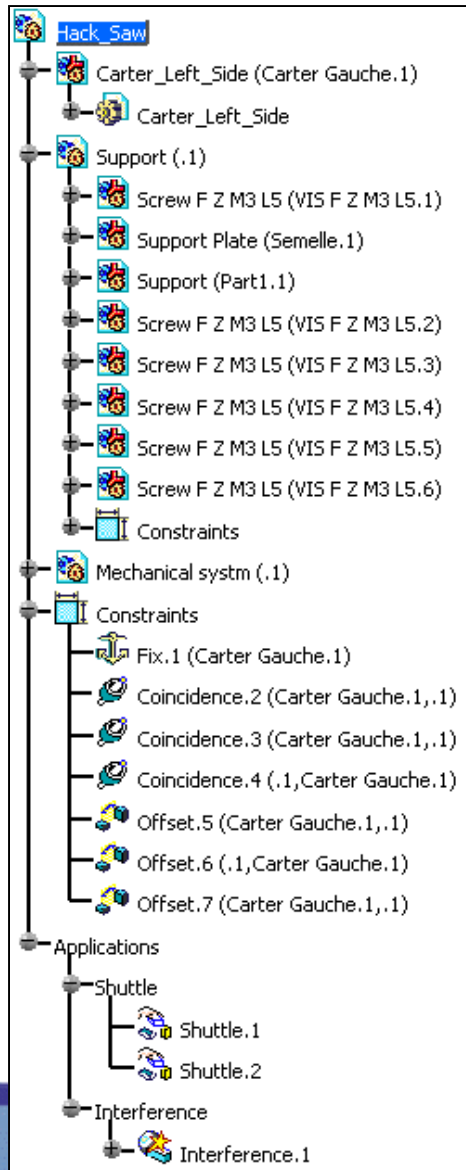 Hack_Saw
Carter_Left_Side (Carter Gauche.1)
Carter_Left_Side
Support (.1)
Screw F Z M3 L5 (VIS F Z M3 L5.1)
Support Plate (Semelle.1)
Support (Part1.1)
Screw F Z M3 L5 (VIS F Z M3 L5.2)
Screw F Z M3 L5 (VIS F Z M3 L5.3)
Screw F Z M3 L5 (VIS F Z M3 L5.4)
Screw F Z M3 L5 (VIS F Z M3 L5.5)
Screw F Z M3 L5 (VIS F Z M3 L5.6)
Constraints
Mechanical systm (.1)
Constraints
Fix.1 (Carter Gauche.1)
Coincidence.2 (Carter Gauche.1,.1)
Coincidence.3 (Carter Gauche.1,.1)
Coincidence.4 (.1,Carter Gauche.1)
Offset.5 (Carter Gauche.1,.1)
Offset.6 (.1,Carter Gauche.1)
Offset.7 (Carter Gauche.1,.1)
Applications
Shuttle
Shuttle.1
Shuttle.2
Interference
Interference.1